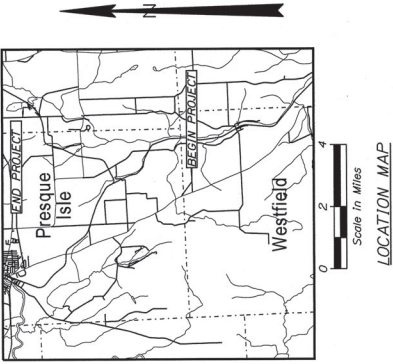 N
END PROJECT
Presque
Isle
BEGIN PROJECT
Westfield
0 2 4
Scale in Miles
LOCATION MAP